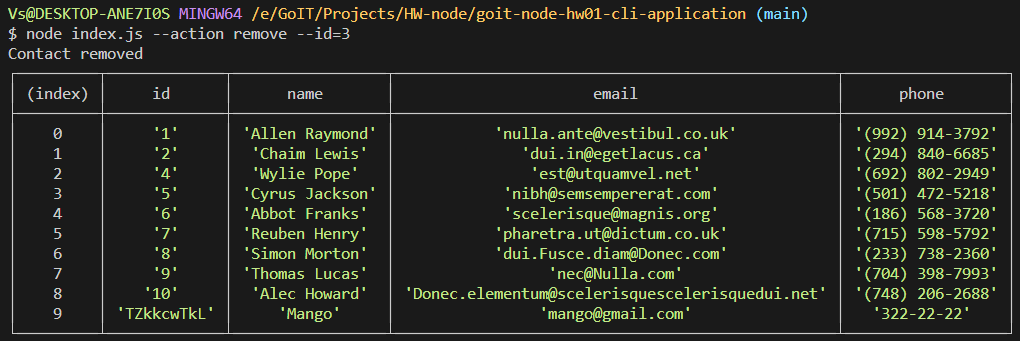 Vs@DESKTOP-ANE7I0S MINGW64 /e/GoIT/Projects/HW-node/goit-node-hw01-cli-application (main)
$ node index.js --action remove --id=3
Contact removed
(index) id name email phone
0 '1' 'Allen Raymond' 'nulla.ante@vestibul.co.uk' '(992) 914-3792'
1 '2' 'Chaim Lewis' 'dui.in@egetlacus.ca' '(294) 840-6685'
2 '4' 'Wylie Pope' 'est@utquamvel.net' '(692) 802-2949'
3 '5' 'Cyrus Jackson' 'nibh@semsempererat.com' '(501) 472-5218'
4 '6' 'Abbot Franks' 'scelerisque@magnis.org' '(186) 568-3720'
5 '7' 'Reuben Henry' 'pharetra.ut@dictum.co.uk' '(715) 598-5792'
6 '8' 'Simon Morton' 'dui.Fusce.diam@Donec.com' '(233) 738-2360'
7 '9' 'Thomas Lucas' 'nec@Nulla.com' '(704) 398-7993'
8 '10' 'Alec Howard' 'Donec.elementum@scelerisquescelerisquedui.net' '(748) 206-2688'
9 'TZkkcwTkL' 'Mango' 'mango@gmail.com' '322-22-22'